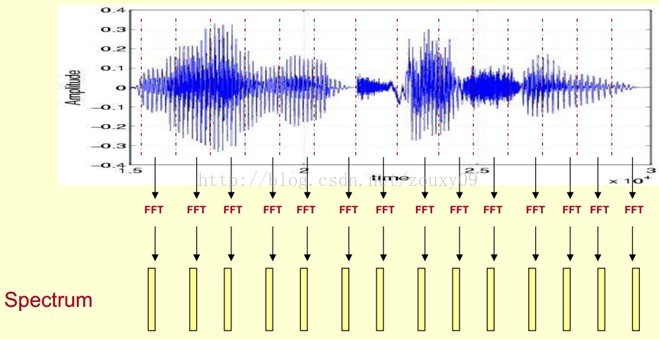 0.4
0.3
0.2
0.1
0
-0.1
-0.2
-0.3
-0.4
Amplitude
1.5 2 2.5 3
time
x 10⁴
http://blog.csdn.net/zouxy09
FFT FFT FFT FFT FFT FFT FFT FFT FFT FFT FFT FFT FFT FFT
Spectrum